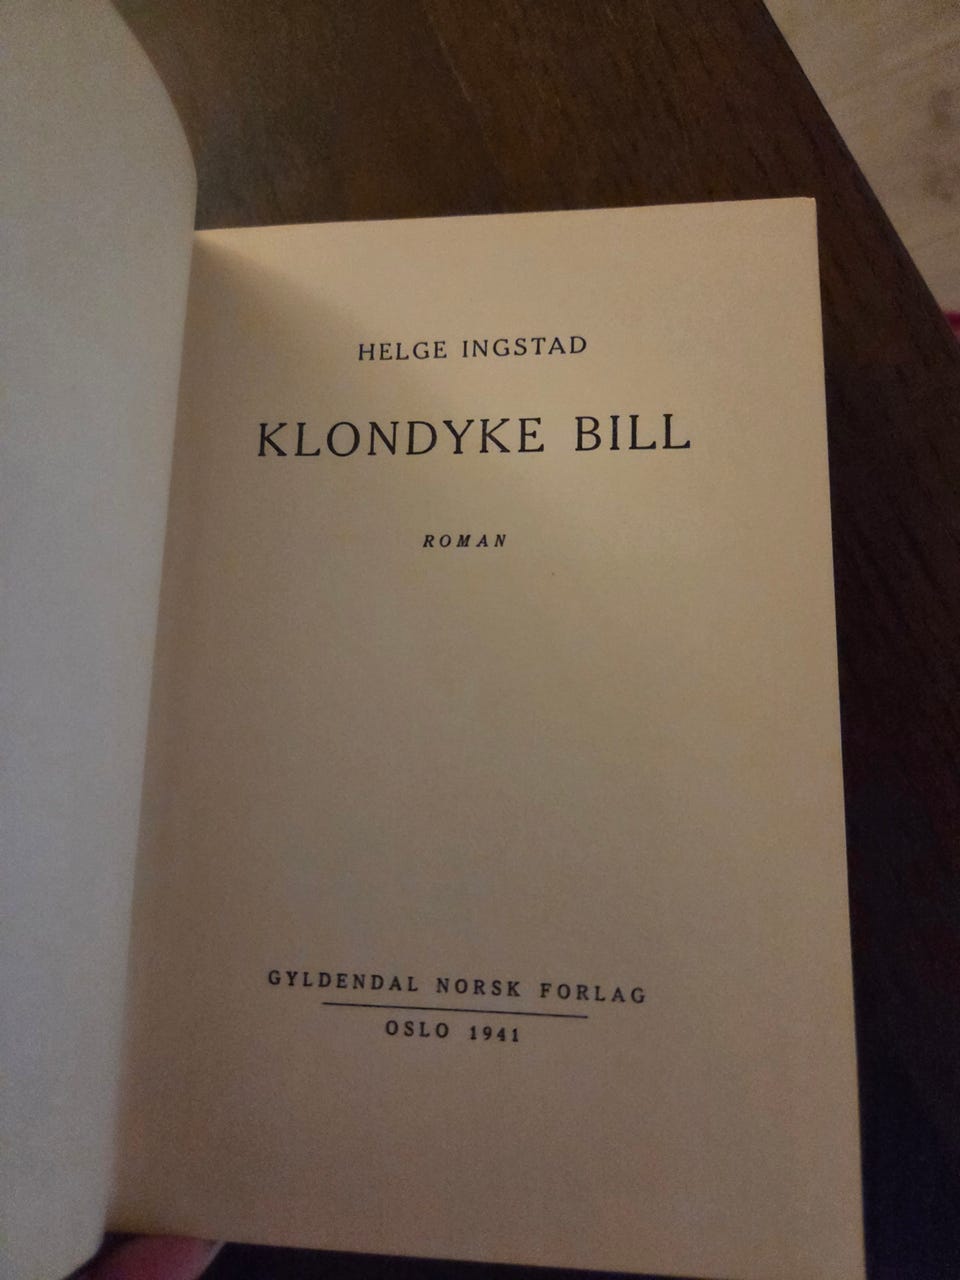 HELGE INGSTAD
KLONDYKE BILL
ROMAN
GYLDENDAL NORSK FORLAG
OSLO 1941